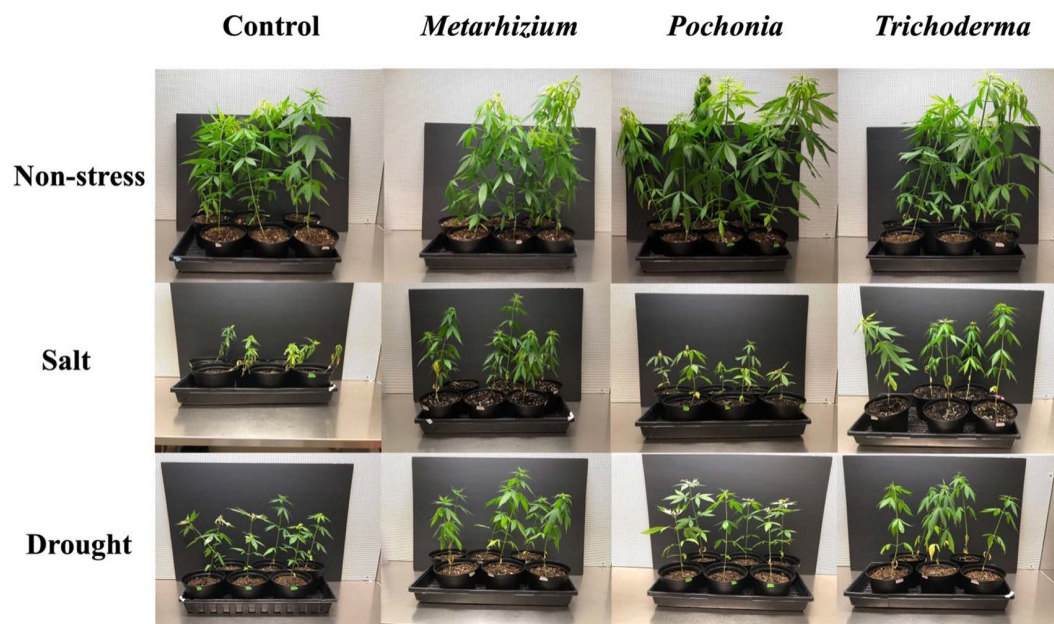 Control
Metarhizium
Pochonia
Trichoderma
Non-stress
Salt
Drought